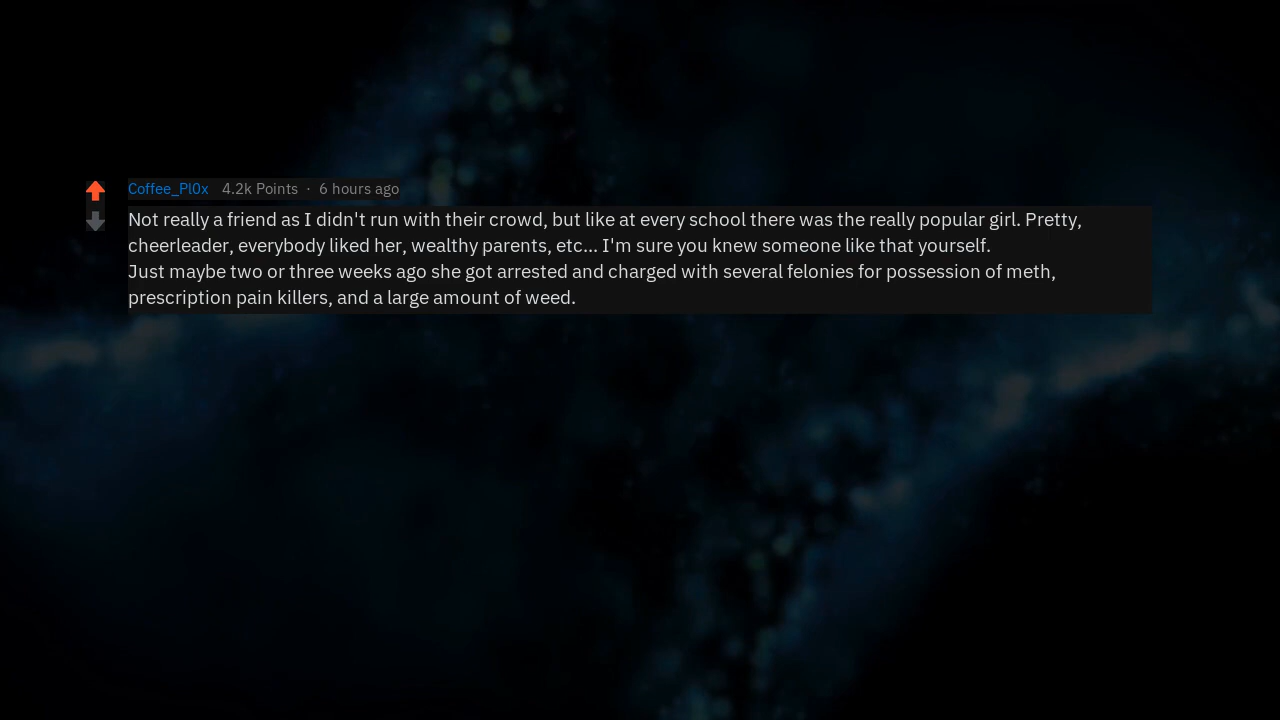 Coffee_Pl0x 4.2k Points · 6 hours ago
Not really a friend as I didn't run with their crowd, but like at every school there was the really popular girl. Pretty,
cheerleader, everybody liked her, wealthy parents, etc... I'm sure you knew someone like that yourself.
Just maybe two or three weeks ago she got arrested and charged with several felonies for possession of meth,
prescription pain killers, and a large amount of weed.